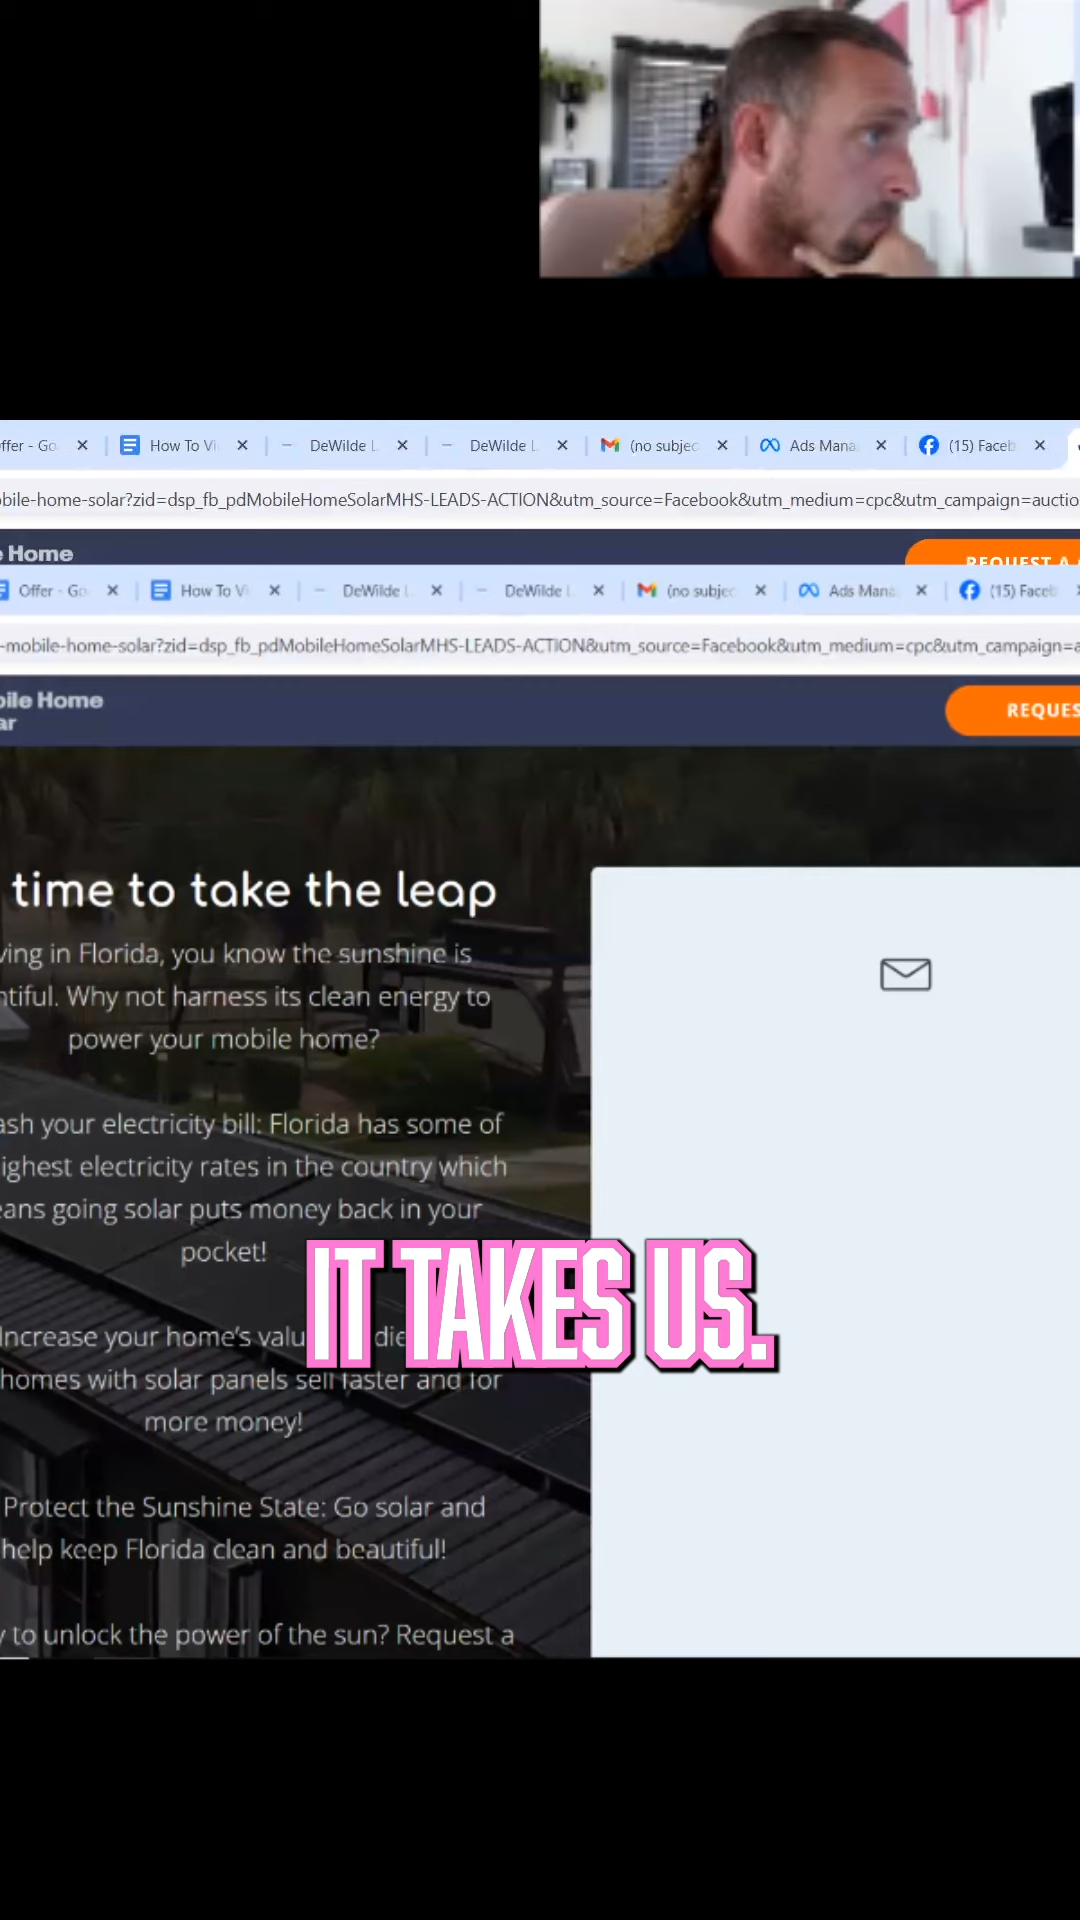 ffer - Go
How To Vi
DeWilde L
DeWilde L
(no subjec
Ads Mana
(15) Faceb
bile-home-solar?zid=dsp_fb_pdMobileHomeSolarMHS-LEADS-ACTION&utm_source=Facebook&utm_medium=cpc&utm_campaign=auctio
e Home
REQUEST A
Offer - Go
How To Vi
DeWilde L
DeWilde L
(no subjec
Ads Mana
(15) Faceb
-mobile-home-solar?zid=dsp_fb_pdMobileHomeSolarMHS-LEADS-ACTION&utm_source=Facebook&utm_medium=cpc&utm_campaign=a
bile Home
ar
REQUES
time to take the leap
ving in Florida, you know the sunshine is
ntiful. Why not harness its clean energy to
power your mobile home?
ash your electricity bill: Florida has some of
ighest electricity rates in the country which
eans going solar puts money back in your
pocket!
IT TAKES US.
Increase your home's valu die
homes with solar panels sell faster and for
more money!
Protect the Sunshine State: Go solar and
help keep Florida clean and beautiful!
y to unlock the power of the sun? Request a